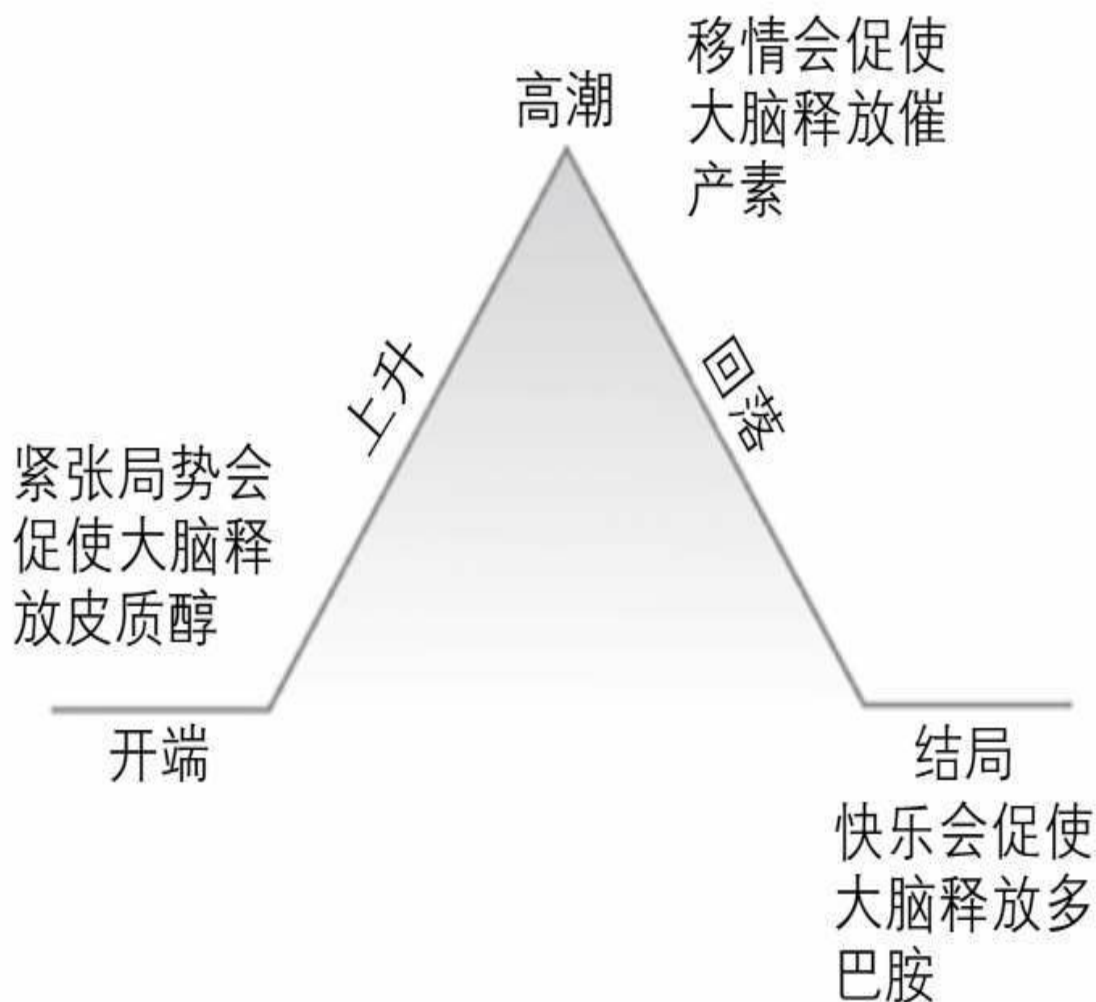 高潮
移情会促使
大脑释放催
产素
上升
回落
紧张局势会
促使大脑释
放皮质醇
开端
结局
快乐会促使
大脑释放多
巴胺